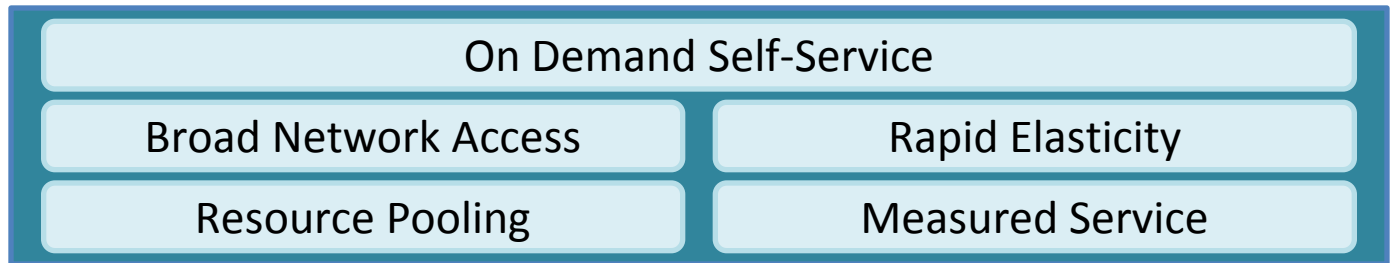 On Demand Self-Service
Broad Network Access
Rapid Elasticity
Resource Pooling
Measured Service